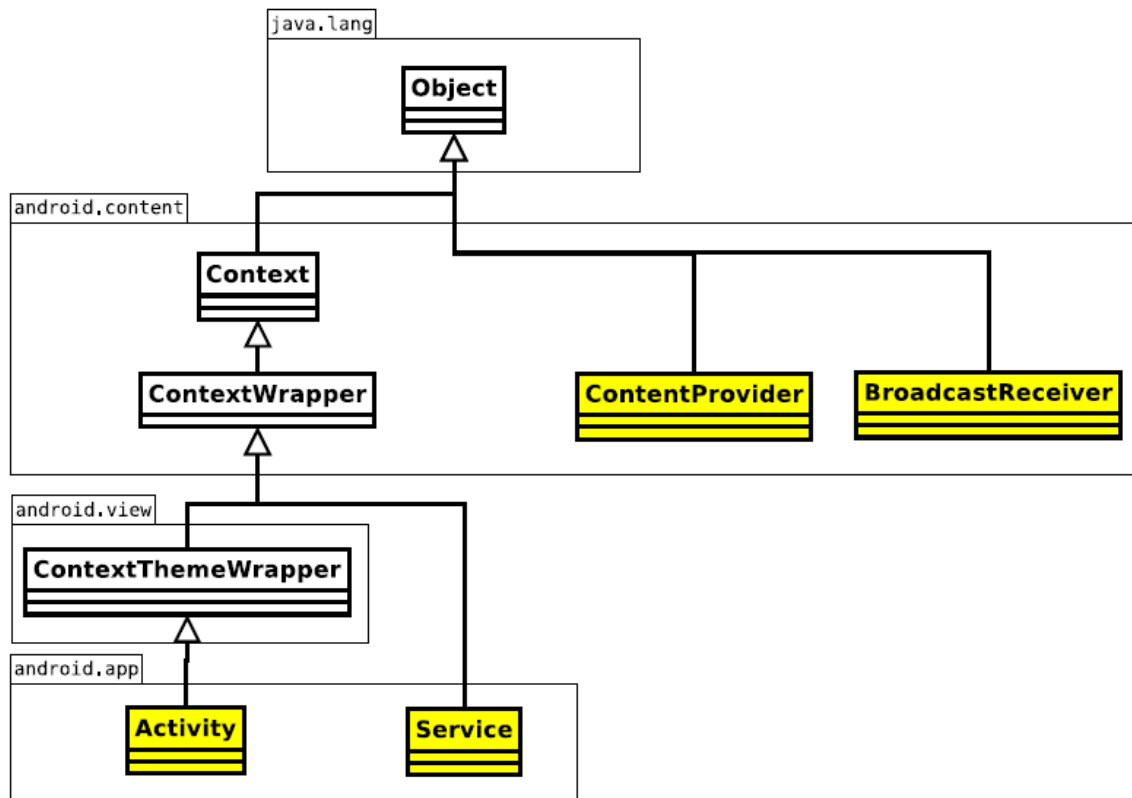 java.lang
Object
android.content
Context
ContextWrapper
ContentProvider
BroadcastReceiver
android.view
ContextThemeWrapper
android.app
Activity
Service